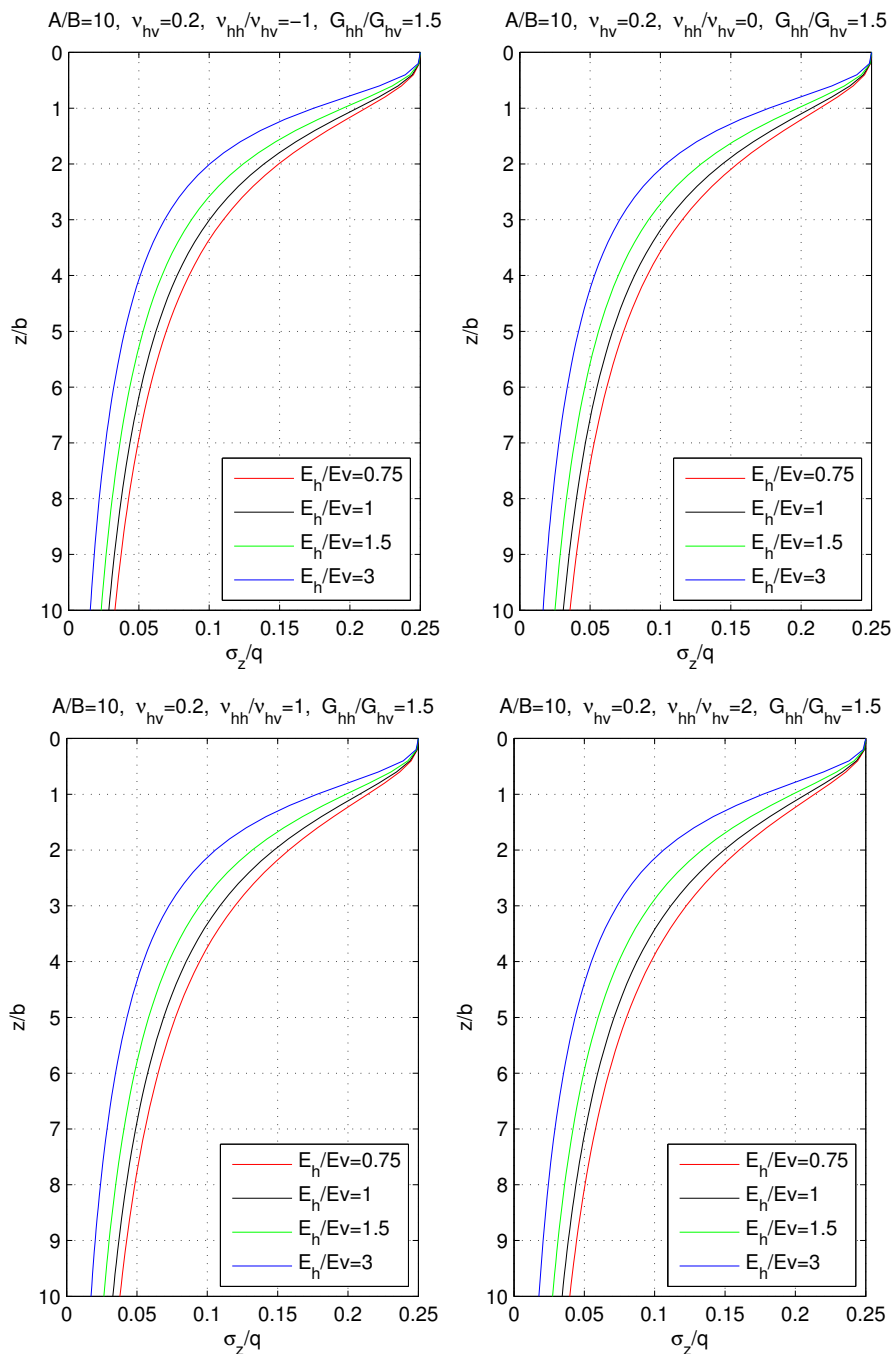 A/B=10, ν_hv=0.2, ν_hh/ν_hv=−1, G_hh/G_hv=1.5
0
1
2
3
4
5
6
7
8
9
10
z/b
E_h/Ev=0.75
E_h/Ev=1
E_h/Ev=1.5
E_h/Ev=3
0 0.05 0.1 0.15 0.2 0.25
σ_z/q
A/B=10, ν_hv=0.2, ν_hh/ν_hv=0, G_hh/G_hv=1.5
0
1
2
3
4
5
6
7
8
9
10
z/b
E_h/Ev=0.75
E_h/Ev=1
E_h/Ev=1.5
E_h/Ev=3
0 0.05 0.1 0.15 0.2 0.25
σ_z/q
A/B=10, ν_hv=0.2, ν_hh/ν_hv=1, G_hh/G_hv=1.5
0
1
2
3
4
5
6
7
8
9
10
z/b
E_h/Ev=0.75
E_h/Ev=1
E_h/Ev=1.5
E_h/Ev=3
0 0.05 0.1 0.15 0.2 0.25
σ_z/q
A/B=10, ν_hv=0.2, ν_hh/ν_hv=2, G_hh/G_hv=1.5
0
1
2
3
4
5
6
7
8
9
10
z/b
E_h/Ev=0.75
E_h/Ev=1
E_h/Ev=1.5
E_h/Ev=3
0 0.05 0.1 0.15 0.2 0.25
σ_z/q